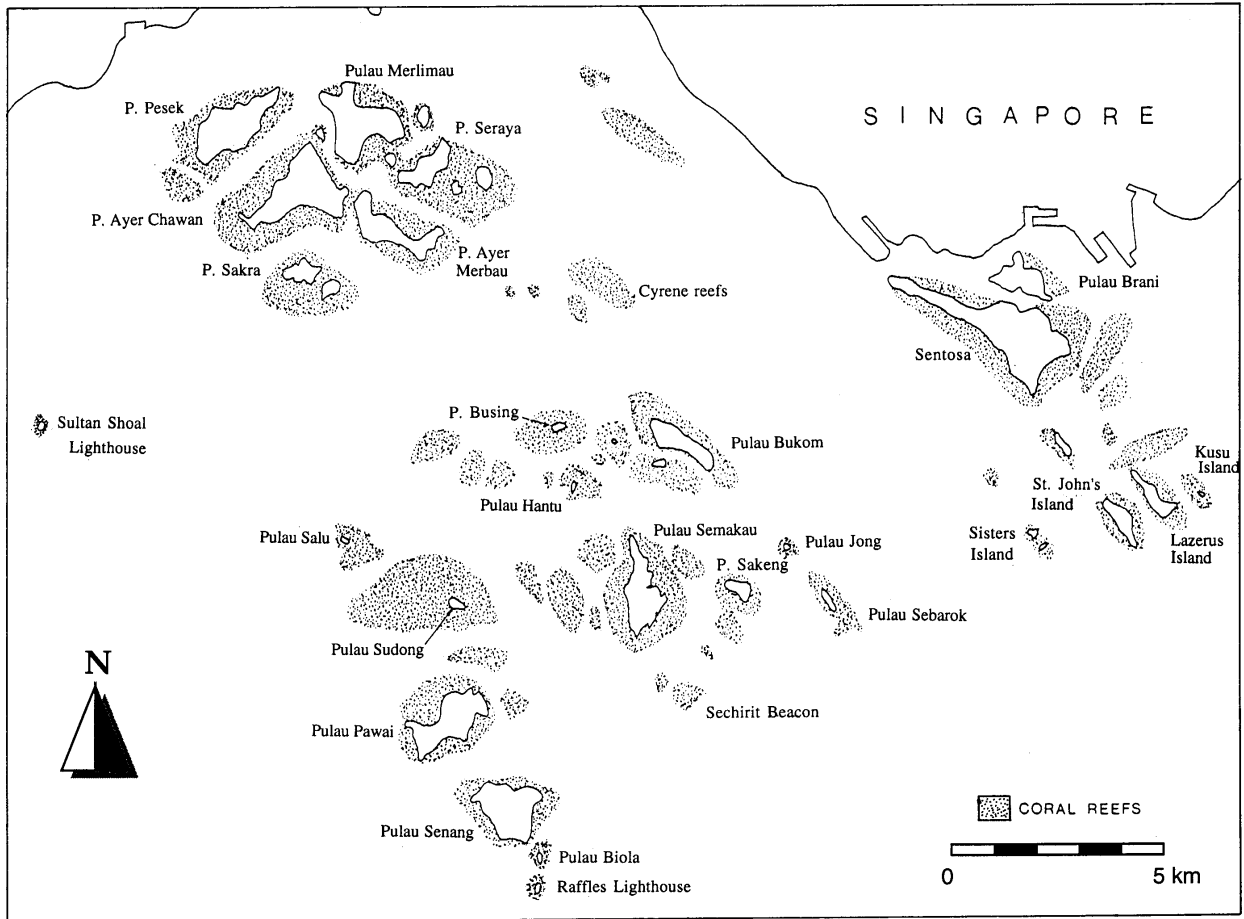 Pulau Merlimau
P. Pesek
SINGAPORE
P. Seraya
P. Ayer Chawan
P. Ayer
Merbau
P. Sakra
Pulau Brani
Cyrene reefs
Sentosa
P. Busing
Sultan Shoal
Lighthouse
Pulau Bukom
Kusu
Island
St. John's
Island
Pulau Hantu
Pulau Salu
Pulau Semakau
Pulau Jong
Sisters
Island
Lazerus
Island
P. Sakeng
Pulau Sebarok
Pulau Sudong
N
Sechirit Beacon
Pulau Pawai
CORAL REEFS
Pulau Senang
Pulau Biola
Raffles Lighthouse
0 5 km